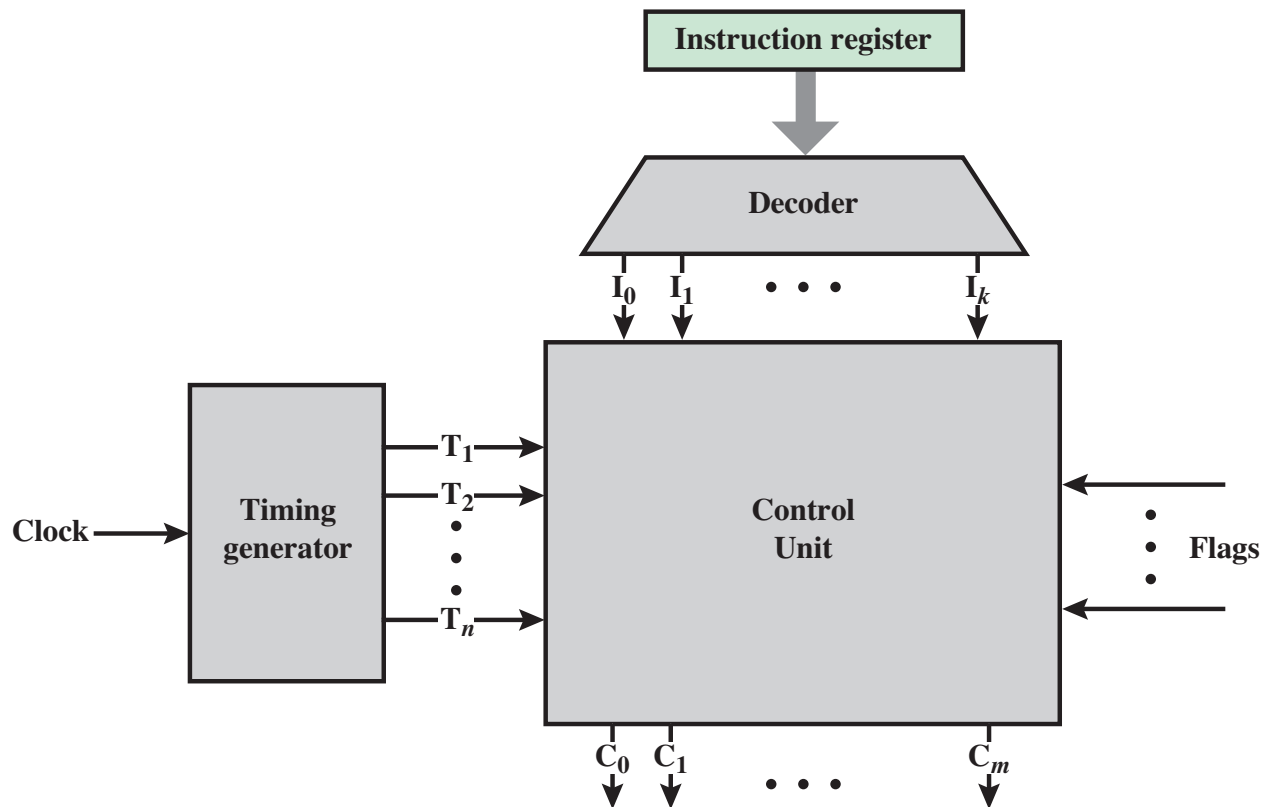 Instruction register
Decoder
I0 I1 • • • Ik
T1
T2
Tn
Clock
Timing
generator
Control
Unit
Flags
C0 C1 • • • Cm